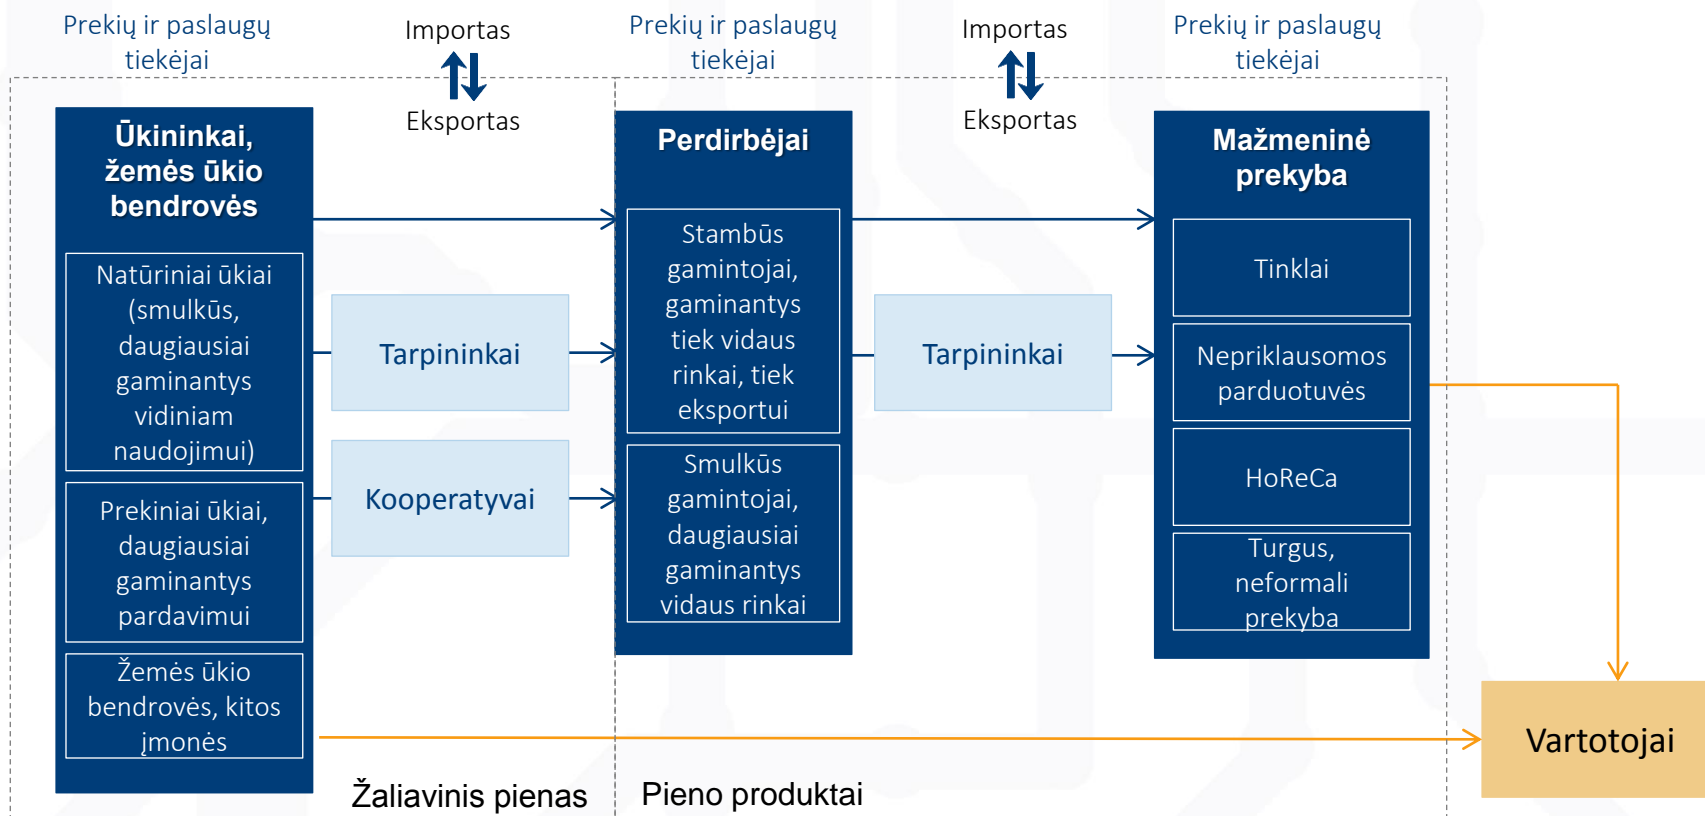 Prekių ir paslaugų
tiekėjai
Importas
Eksportas
Prekių ir paslaugų
tiekėjai
Importas
Eksportas
Prekių ir paslaugų
tiekėjai
Ūkininkai,
žemės ūkio
bendrovės
Natūriniai ūkiai
(smulkūs,
daugiausiai
gaminantys
vidiniam
naudojimui)
Prekiniai ūkiai,
daugiausiai
gaminantys
pardavimui
Žemės ūkio
bendrovės, kitos
įmonės
Tarpininkai
Kooperatyvai
Perdirbėjai
Stambūs
gamintojai,
gaminantys
tiek vidaus
rinkai, tiek
eksportui
Smulkūs
gamintojai,
daugiausiai
gaminantys
vidaus rinkai
Tarpininkai
Mažmeninė
prekyba
Tinklai
Nepriklausomos
parduotuvės
HoReCa
Turgus,
neformali
prekyba
Vartotojai
Žaliavinis pienas
Pieno produktai